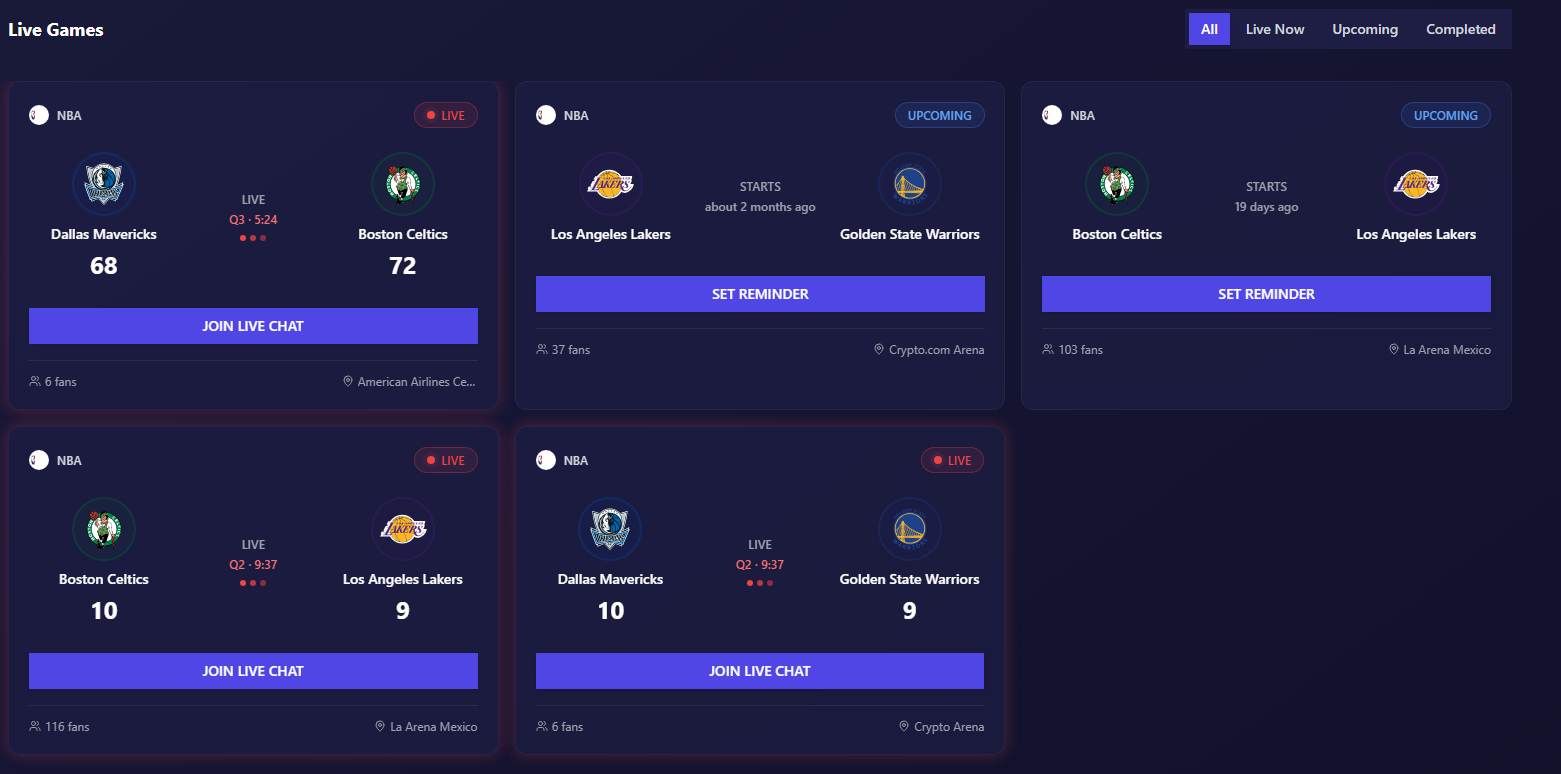 Live Games
All Live Now Upcoming Completed
NBA LIVE
LIVE
Q3 · 5:24
Dallas Mavericks Boston Celtics
68 72
JOIN LIVE CHAT
6 fans American Airlines Ce...
NBA UPCOMING
LAKERS WARRIORS
STARTS
about 2 months ago
Los Angeles Lakers Golden State Warriors
SET REMINDER
37 fans Crypto.com Arena
NBA UPCOMING
LAKERS
STARTS
19 days ago
Boston Celtics Los Angeles Lakers
SET REMINDER
103 fans La Arena Mexico
NBA LIVE
LAKERS
LIVE
Q2 · 9:37
Boston Celtics Los Angeles Lakers
10 9
JOIN LIVE CHAT
116 fans La Arena Mexico
NBA LIVE
WARRIORS
LIVE
Q2 · 9:37
Dallas Mavericks Golden State Warriors
10 9
JOIN LIVE CHAT
6 fans Crypto Arena